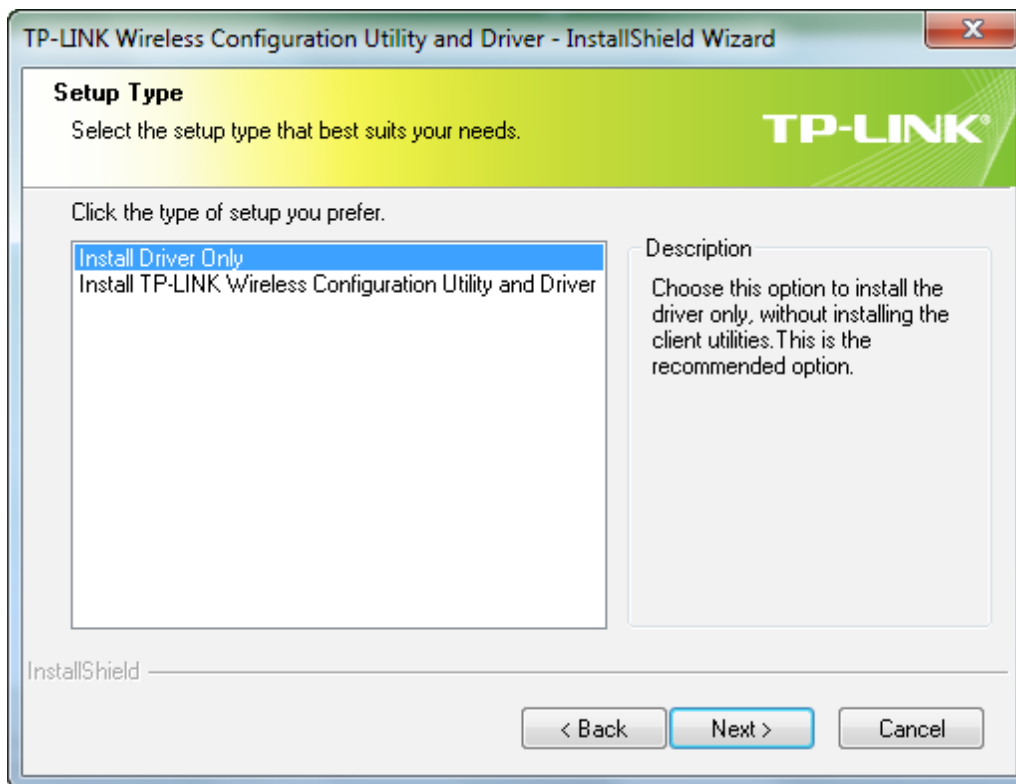 TP-LINK Wireless Configuration Utility and Driver - InstallShield Wizard
Setup Type
Select the setup type that best suits your needs.
TP-LINK®
Click the type of setup you prefer.
Install Driver Only
Install TP-LINK Wireless Configuration Utility and Driver
Description
Choose this option to install the
driver only, without installing the
client utilities.This is the
recommended option.
InstallShield
< Back
Next >
Cancel